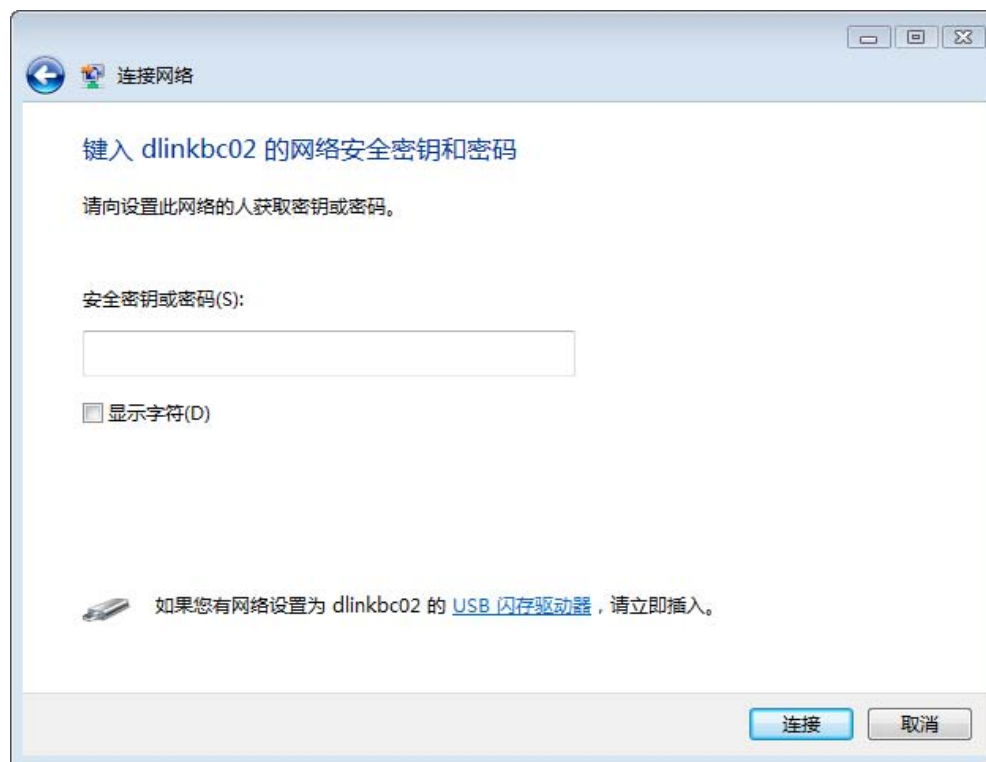 连接网络
键入 dlinkbc02 的网络安全密钥和密码
请向设置此网络的人获取密钥或密码。
安全密钥或密码(S):
显示字符(D)
如果您有网络设置为 dlinkbc02 的 USB 闪存驱动器，请立即插入。
连接 取消